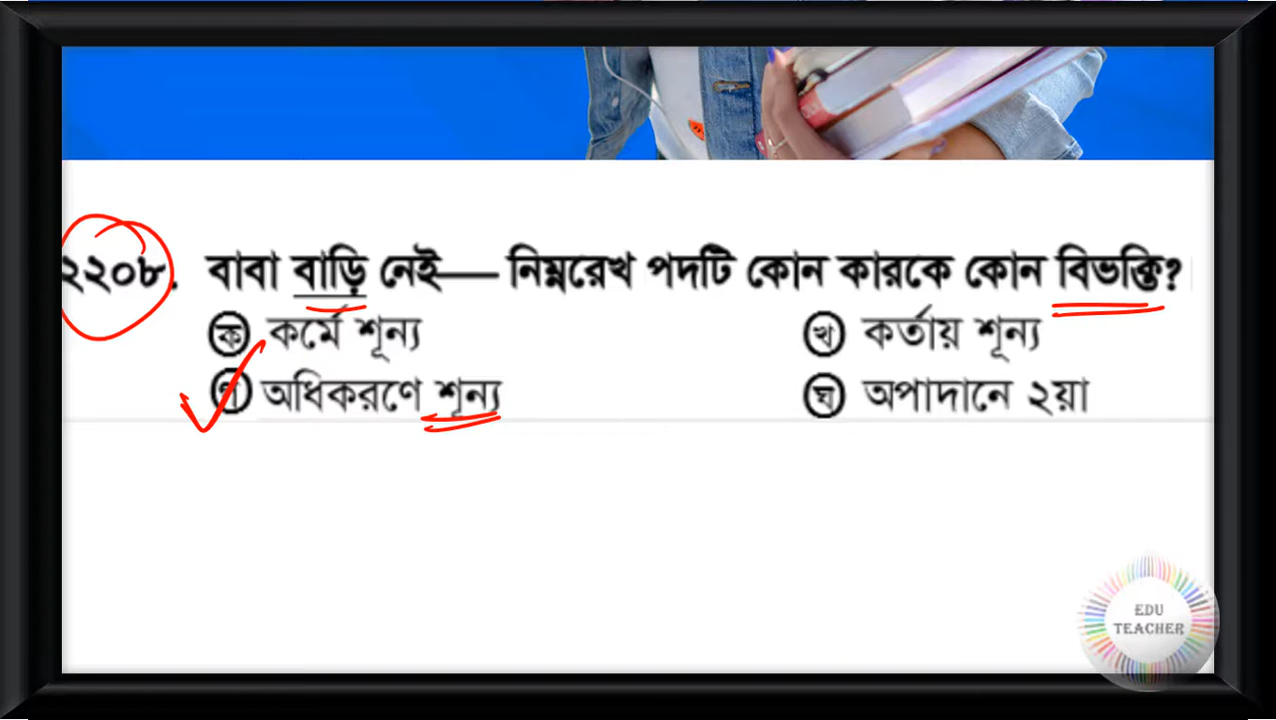 ২২০৮. বাবা বাড়ি নেই— নিম্নরেখ পদটি কোন কারকে কোন বিভক্তি?
ক কর্মে শূন্য খ কর্তায় শূন্য
গ অধিকরণে শূন্য ঘ অপাদানে ২য়া
EDU
TEACHER